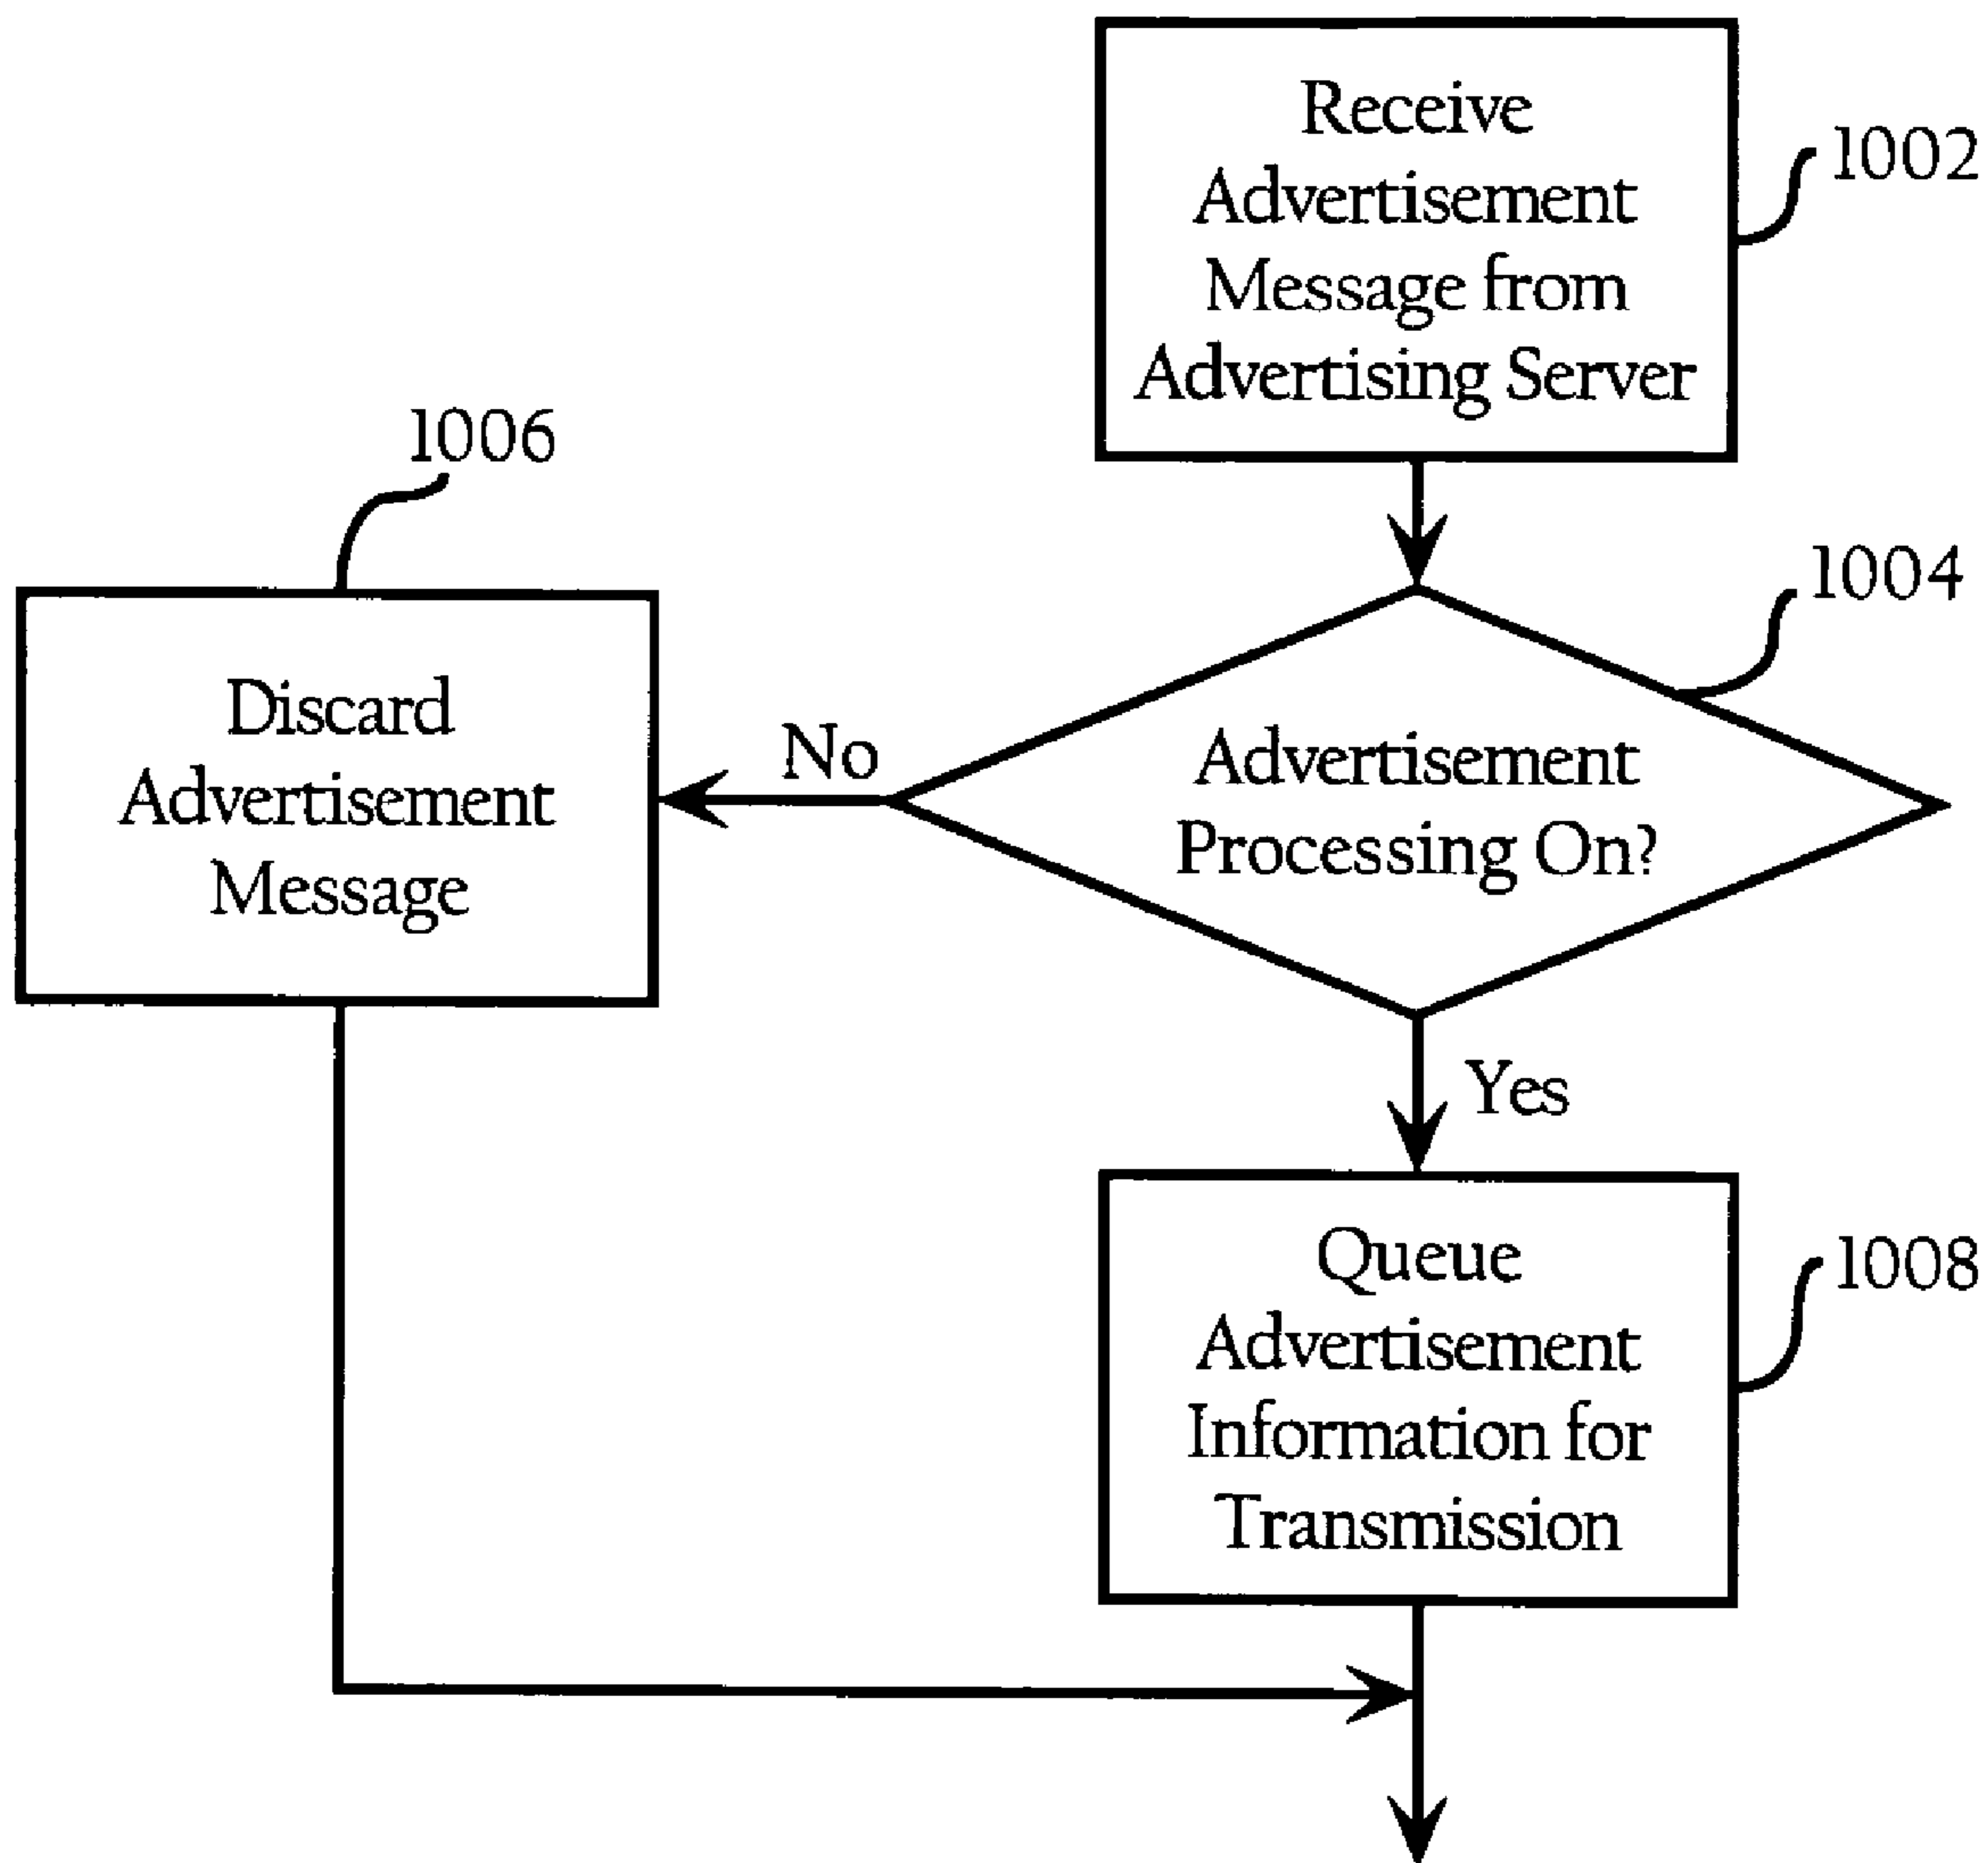 Receive
Advertisement
Message from
Advertising Server
1002
1006
1004
Discard
Advertisement
Message
No
Advertisement
Processing On?
Yes
Queue
Advertisement
Information for
Transmission
1008